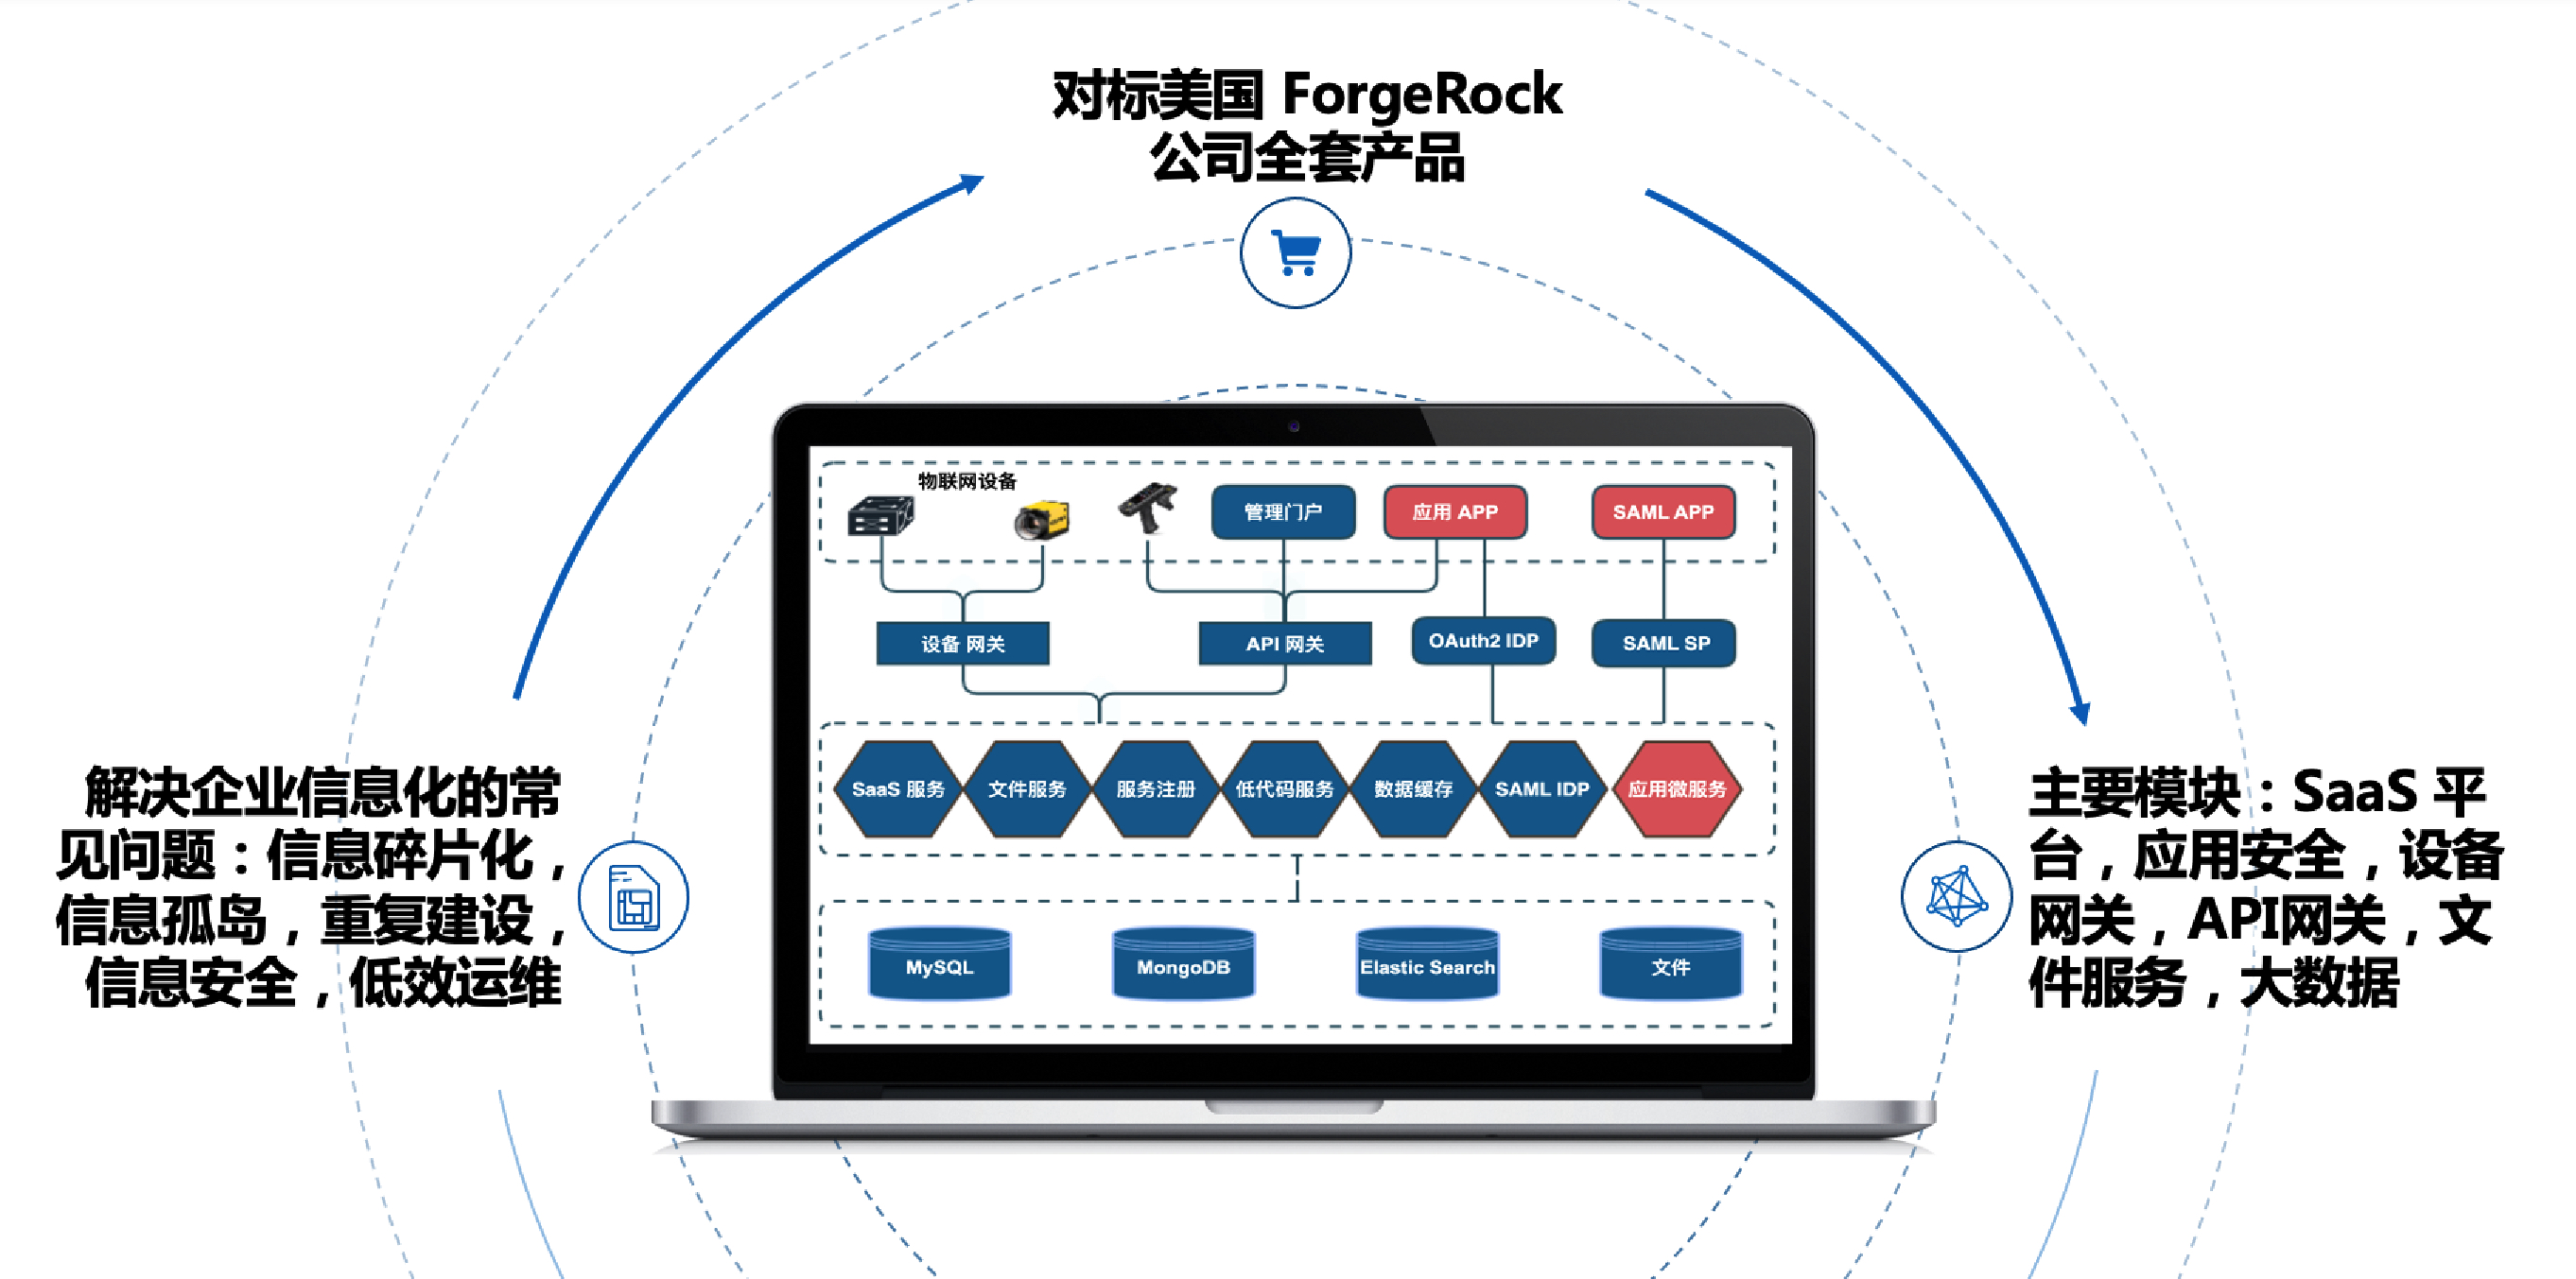 对标美国 ForgeRock
公司全套产品
物联网设备
管理门户
应用 APP
SAML APP
设备 网关
API 网关
OAuth2 IDP
SAML SP
SaaS 服务
文件服务
服务注册
低代码服务
数据缓存
SAML IDP
应用微服务
MySQL
MongoDB
Elastic Search
文件
解决企业信息化的常
见问题：信息碎片化，
信息孤岛，重复建设，
信息安全，低效运维
主要模块：SaaS 平
台，应用安全，设备
网关，API网关，文
件服务，大数据